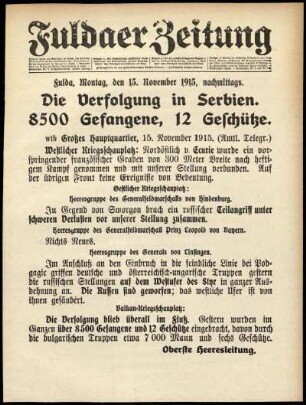 Fuldaer Zeitung
Fulda, Montag, den 15. November 1915, nachmittags.
Die Verfolgung in Serbien.
8500 Gefangene, 12 Geschütze.
wtb Großes Hauptquartier, 15. November 1915. (Amtl. Telegr.)
Westlicher Kriegsschauplatz: Nordöstlich v. Ecurie wurde ein vor-
springender französischer Graben von 300 Meter Breite nach hefti-
gem Kampf genommen und mit unserer Stellung verbunden. Auf
der übrigen Front keine Ereignisse von Bedeutung.
Oestlicher Kriegsschauplatz:
Heeresgruppe des Generalfeldmarschalls von Hindenburg.
In Gegend von Smorgon brach ein russischer Teilangriff unter
schweren Verlusten vor unserer Stellung zusammen.
Heeresgruppe des Generalfeldmarschall Prinz Leopold von Bayern.
Nichts Neues.
Heeresgruppe des Generals von Linsingen.
Im Anschluß an den Einbruch in die feindliche Linie bei Pod-
gacie griffen deutsche und österreichisch-ungarische Truppen ge-
stern die russischen Stellungen auf dem Westufer des Styr in ganzer
Ausdehnung an. Die Russen sind geworfen; das westliche Ufer ist von
ihnen gesäubert.
Balkan-Kriegsschauplatz:
Die Verfolgung blieb überall im Fluß. Gestern wurden im
Ganzen über 8500 Gefangene und 12 Geschütze eingebracht, davon durch
die bulgarischen Truppen etwa 7 000 Mann und sechs Geschütze.
Oberste Heeresleitung.